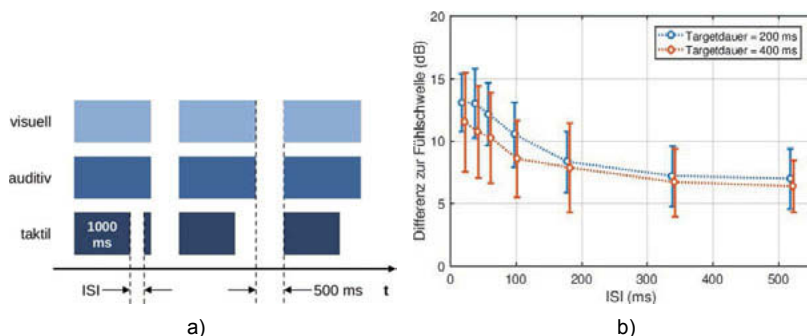 visuell
auditiv
taktil
1000
ms
ISI
500 ms
t
a)
Differenz zur Fühlschwelle (dB)
20
15
10
5
0
Targetdauer = 200 ms
Targetdauer = 400 ms
0
100
200
300
400
500
ISI (ms)
b)